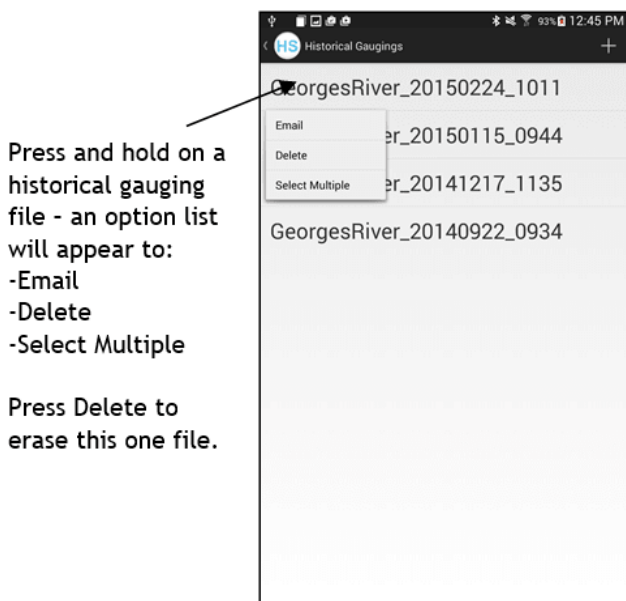 93% 12:45 PM
HS Historical Gaugings
GeorgesRiver_20150224_1011
Email
er_20150115_0944
Delete
Select Multiple
er_20141217_1135
GeorgesRiver_20140922_0934
Press and hold on a
historical gauging
file - an option list
will appear to:
-Email
-Delete
-Select Multiple
Press Delete to
erase this one file.